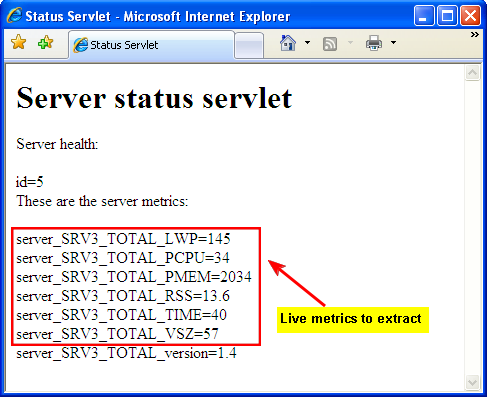 Status Servlet - Microsoft Internet Explorer
Status Servlet
Server status servlet
Server health:
id=5
These are the server metrics:
server_SRV3_TOTAL_LWP=145
server_SRV3_TOTAL_PCPU=34
server_SRV3_TOTAL_PMEM=2034
server_SRV3_TOTAL_RSS=13.6
server_SRV3_TOTAL_TIME=40
server_SRV3_TOTAL_VSZ=57
server_SRV3_TOTAL_version=1.4
Live metrics to extract